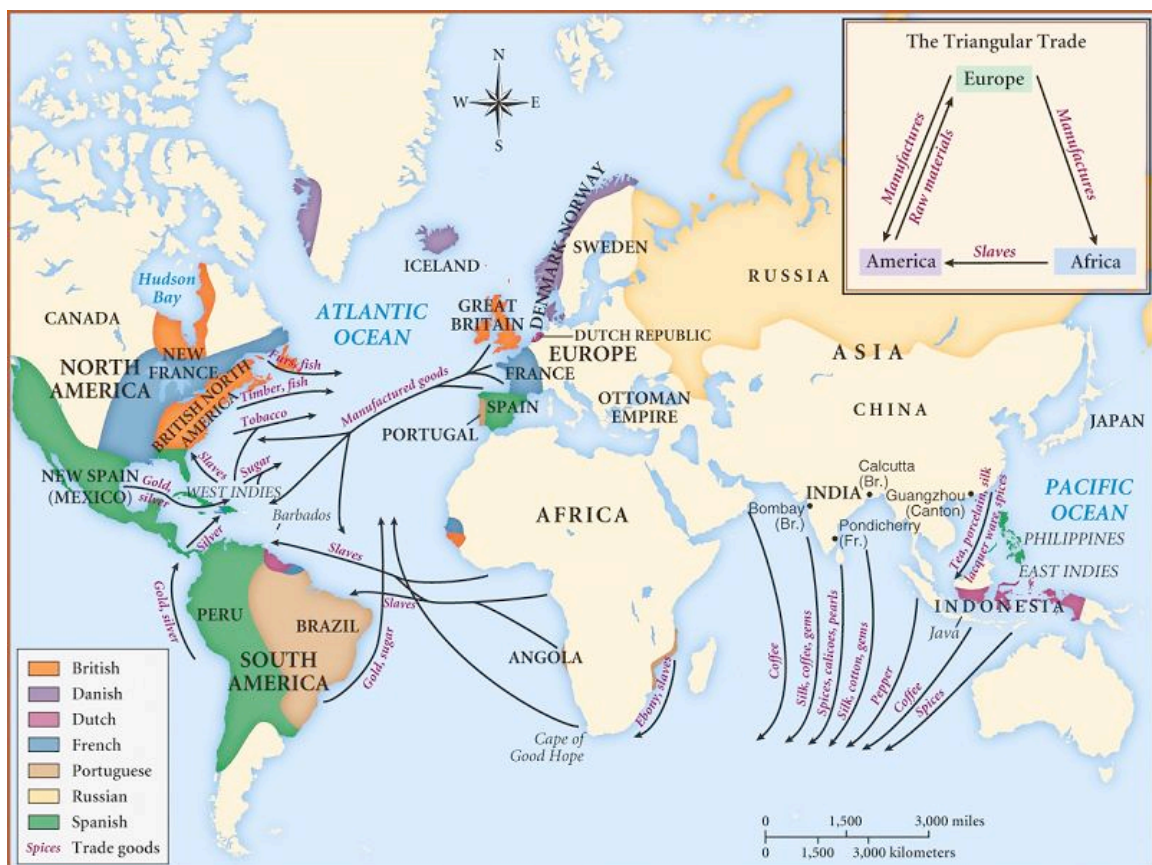 The Triangular Trade
Europe
Manufactures
Raw materials
Manufactures
America
Slaves
Africa
N
W
E
S
Hudson
Bay
CANADA
NORTH
AMERICA
NEW
FRANCE
BRITISH NORTH
AMERICA
ATLANTIC
OCEAN
ICELAND
GREAT
BRITAIN
DENMARK NORWAY
SWEDEN
DUTCH REPUBLIC
EUROPE
FRANCE
SPAIN
PORTUGAL
OTTOMAN
EMPIRE
RUSSIA
ASIA
CHINA
JAPAN
Furs, fish
Timber, fish
Tobacco
Manufactured goods
Slaves
Sugar
NEW SPAIN
(MEXICO)
Gold,
silver
WEST INDIES
Barbados
Silver
Gold, silver
PERU
BRAZIL
SOUTH
AMERICA
Gold, sugar
Slaves
Slaves
AFRICA
ANGOLA
Cape of
Good Hope
Ebony, slaves
INDIA
Calcutta
(Br.)
Bombay
(Br.)
Pondicherry
(Fr.)
Guangzhou
(Canton)
Tea, porcelain, silk
lacquer ware, spices
PACIFIC
OCEAN
PHILIPPINES
EAST INDIES
INDONESIA
Java
Coffee
Silk, coffee, gems
Spices, calicoes, pearls
Silk, cotton, gems
Pepper
Coffee
Spices
British
Danish
Dutch
French
Portuguese
Russian
Spanish
Spices Trade goods
0 1,500 3,000 miles
0 1,500 3,000 kilometers